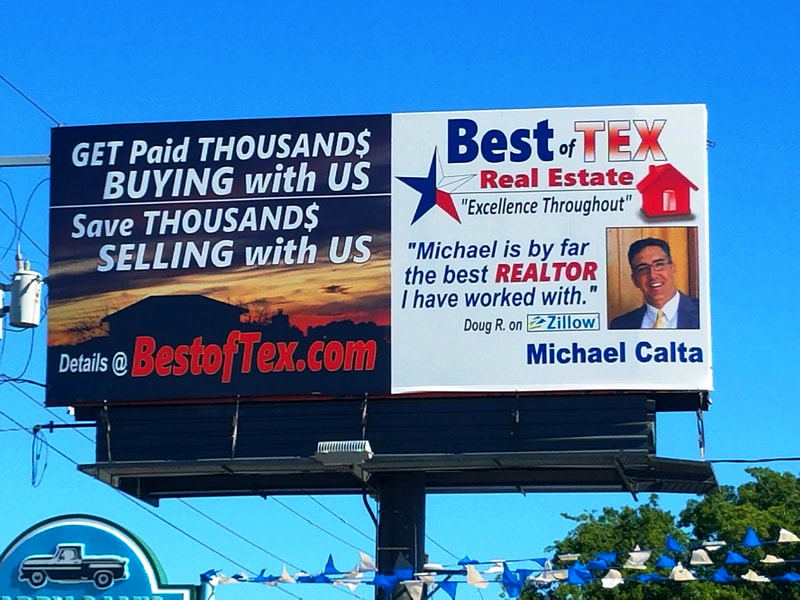 GET Paid THOUSAND$
BUYING with US
Save THOUSAND$
SELLING with US
Details @ BestofTex.com
Best of TEX
Real Estate
"Excellence Throughout"
"Michael is by far
the best REALTOR
I have worked with."
Doug R. on Zillow
Michael Calta